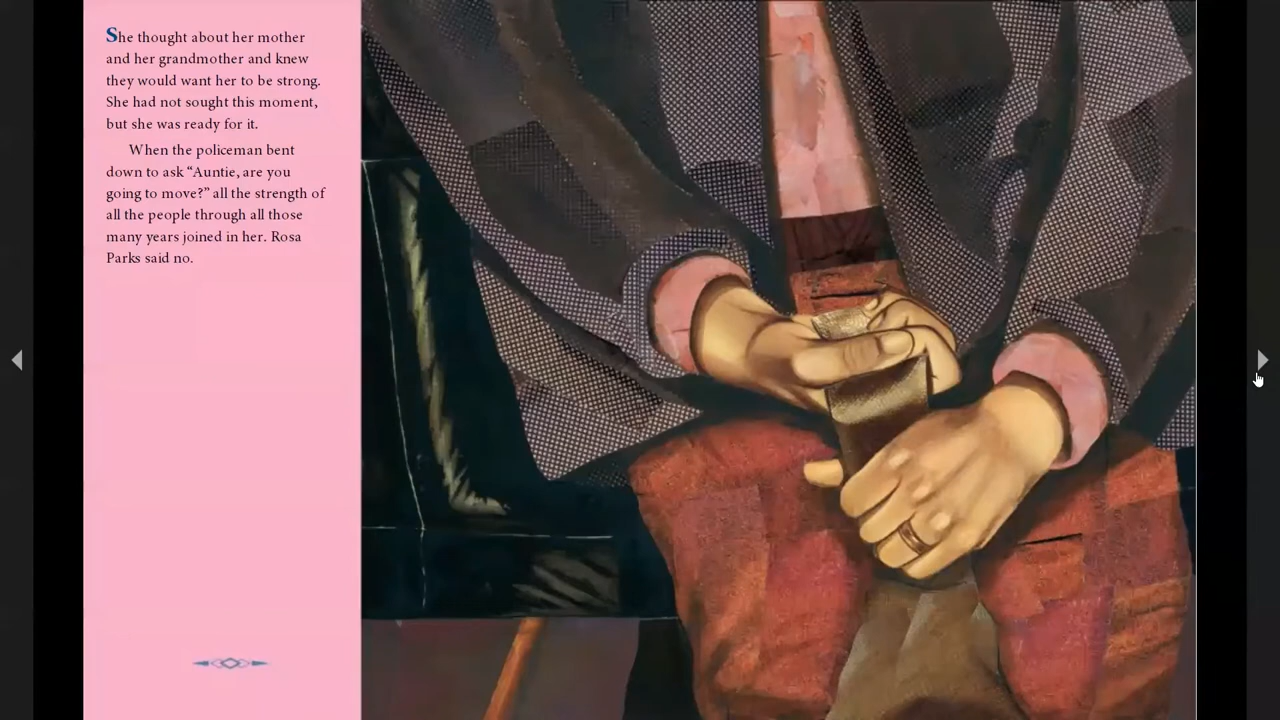 She thought about her mother
and her grandmother and knew
they would want her to be strong.
She had not sought this moment,
but she was ready for it.
When the policeman bent
down to ask “Auntie, are you
going to move?” all the strength of
all the people through all those
many years joined in her. Rosa
Parks said no.